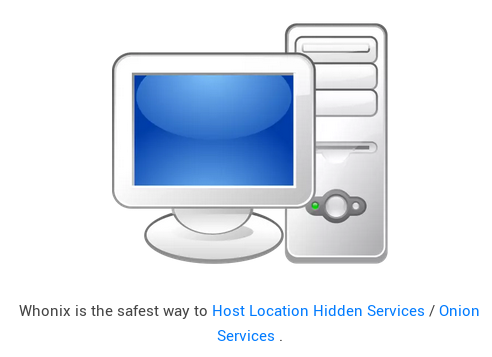 Whonix is the safest way to Host Location Hidden Services / Onion
Services .